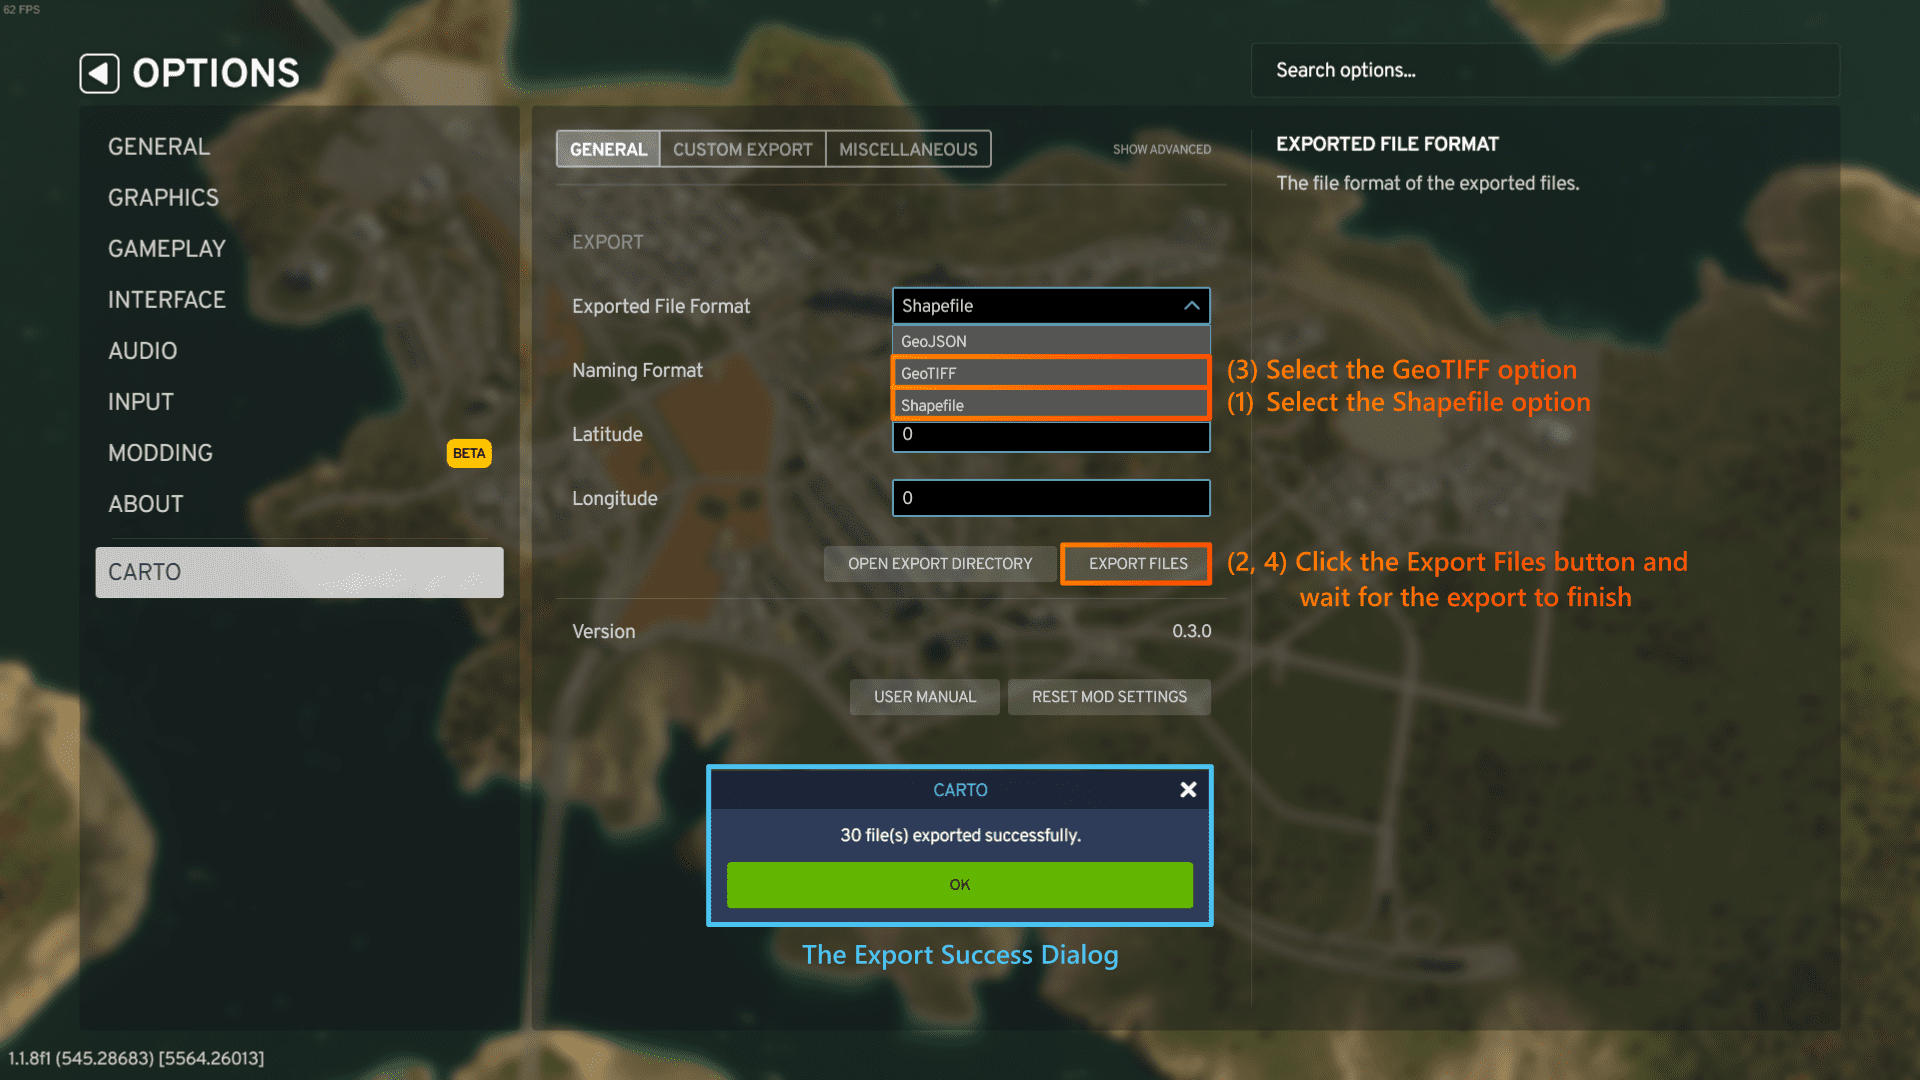 62 FPS
OPTIONS
Search options...
GENERAL
GRAPHICS
GAMEPLAY
INTERFACE
AUDIO
INPUT
MODDING
BETA
ABOUT
CARTO
GENERAL
CUSTOM EXPORT
MISCELLANEOUS
SHOW ADVANCED
EXPORT
Exported File Format
Shapefile
GeoJSON
GeoTIFF
Shapefile
Naming Format
Latitude
0
Longitude
0
(3) Select the GeoTIFF option
(1) Select the Shapefile option
OPEN EXPORT DIRECTORY
EXPORT FILES
(2, 4) Click the Export Files button and
wait for the export to finish
Version
0.3.0
USER MANUAL
RESET MOD SETTINGS
CARTO
30 file(s) exported successfully.
OK
The Export Success Dialog
EXPORTED FILE FORMAT
The file format of the exported files.
1.1.8f1 (545.28683) [5564.26013]